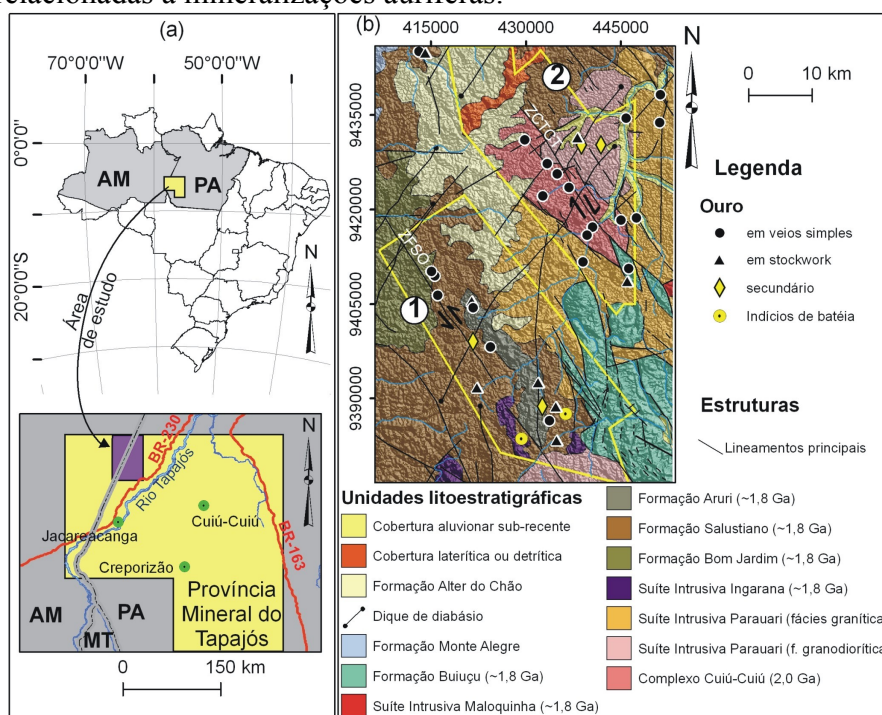 relacionadas a mineralizações auríferas.
(a)
70°0'0''W 50°0'0''W
0°0'0''
20°0'0''S
AM
PA
N
Área
de estudo
N
BR-230
Rio Tapajós
BR-163
Jacareacanga
Cuiú-Cuiú
Creporizão
Província
Mineral do
Tapajós
AM
PA
MT
0 150 km
(b)
415000 430000 445000
9435000
9420000
9405000
9390000
2
1
N
0 10 km
Legenda
Ouro
em veios simples
em stockwork
secundário
Indícios de batéia
Estruturas
Lineamentos principais
Unidades litoestratigráficas
Cobertura aluvionar sub-recente
Cobertura laterítica ou detrítica
Formação Alter do Chão
Dique de diabásio
Formação Monte Alegre
Formação Buiuçu (~1,8 Ga)
Suíte Intrusiva Maloquinha (~1,8 Ga)
Formação Aruri (~1,8 Ga)
Formação Salustiano (~1,8 Ga)
Formação Bom Jardim (~1,8 Ga)
Suíte Intrusiva Ingarana (~1,8 Ga)
Suíte Intrusiva Parauari (fácies granítica
Suíte Intrusiva Parauari (f. granodiorítica
Complexo Cuiú-Cuiú (2,0 Ga)